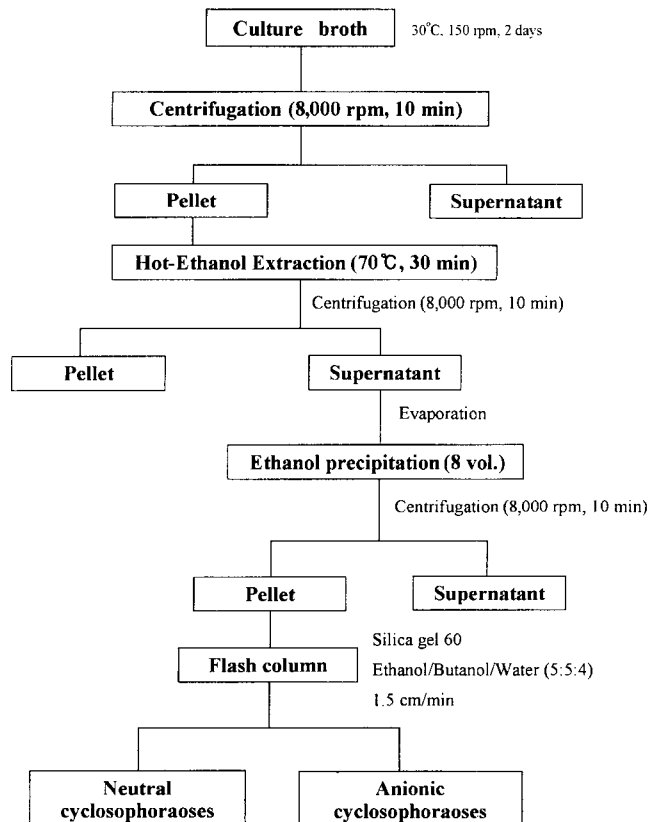 Culture broth
30℃, 150 rpm, 2 days
Centrifugation (8,000 rpm, 10 min)
Pellet
Supernatant
Hot-Ethanol Extraction (70℃, 30 min)
Centrifugation (8,000 rpm, 10 min)
Pellet
Supernatant
Evaporation
Ethanol precipitation (8 vol.)
Centrifugation (8,000 rpm, 10 min)
Pellet
Supernatant
Flash column
Silica gel 60
Ethanol/Butanol/Water (5:5:4)
1.5 cm/min
Neutral
cyclosophoraoses
Anionic
cyclosophoraoses